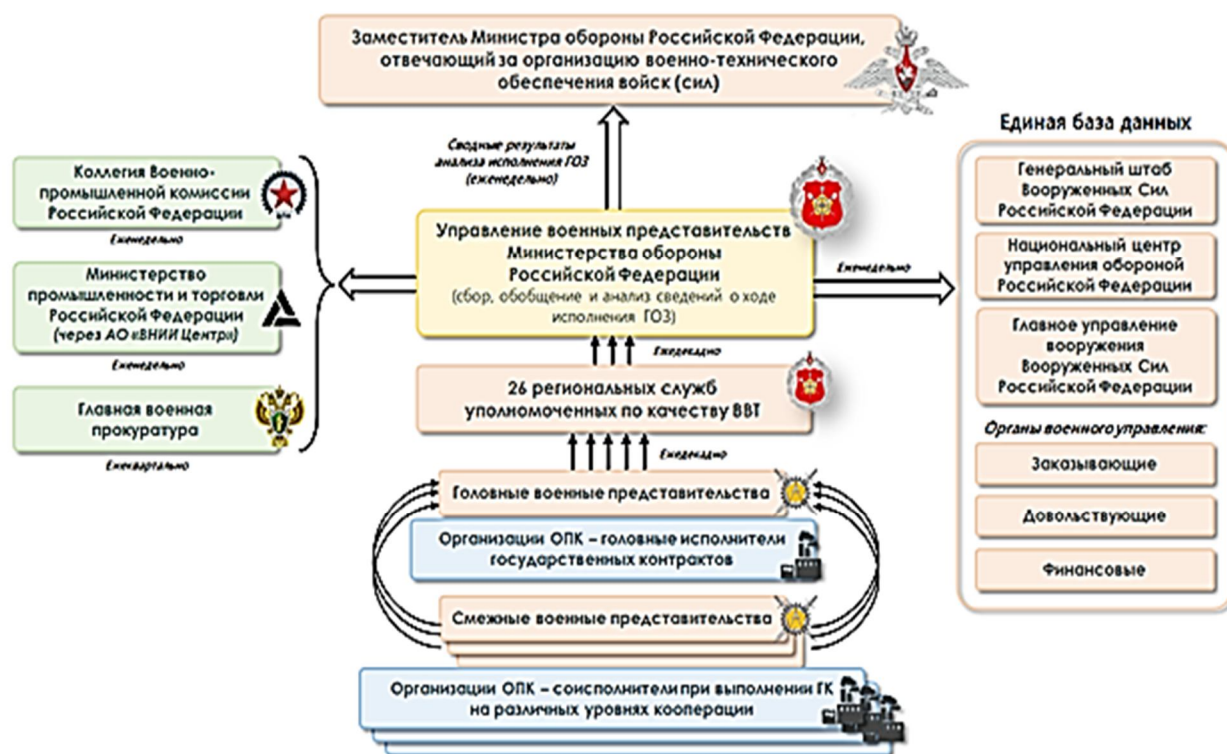 Заместитель Министра обороны Российской Федерации,
отвечающий за организацию военно-технического
обеспечения войск (сил)
Сводные результаты
анализа исполнения ГОЗ
(еженедельно)
Коллегия Военно-
промышленной комиссии
Российской Федерации
Еженедельно
Министерство
промышленности и торговли
Российской Федерации
(через АО «ВНИИ Центр»)
Еженедельно
Главная военная
прокуратура
Ежеквартально
Управление военных представительств
Министерства обороны
Российской Федерации
(сбор, обобщение и анализ сведений о ходе
исполнения ГОЗ)
Еженедельно
Ежедекадно
26 региональных служб
уполномоченных по качеству ВВТ
Ежедекадно
Головные военные представительства
Организации ОПК – головные исполнители
государственных контрактов
Смежные военные представительства
Организации ОПК – соисполнители при выполнении ГК
на различных уровнях кооперации
Единая база данных
Генеральный штаб
Вооруженных Сил
Российской Федерации
Национальный центр
управления обороной
Российской Федерации
Главное управление
вооружения
Вооруженных Сил
Российской Федерации
Органы военного управления:
Заказывающие
Довольствующие
Финансовые